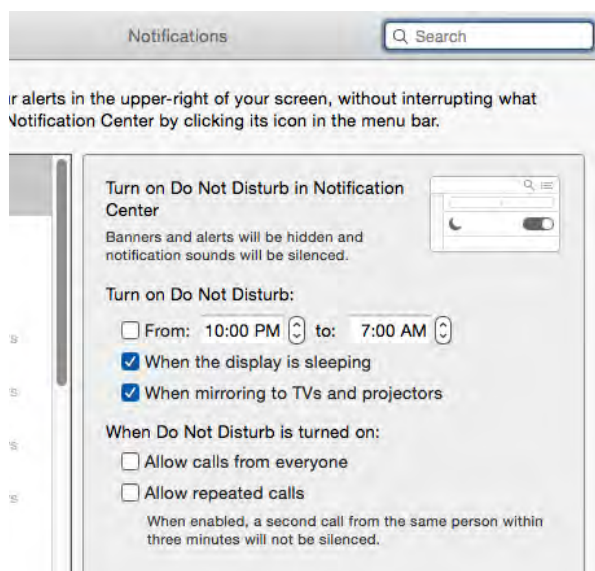 Notifications
Search
r alerts in the upper-right of your screen, without interrupting what
Notification Center by clicking its icon in the menu bar.
Turn on Do Not Disturb in Notification
Center
Banners and alerts will be hidden and
notification sounds will be silenced.
Turn on Do Not Disturb:
From: 10:00 PM to: 7:00 AM
When the display is sleeping
When mirroring to TVs and projectors
When Do Not Disturb is turned on:
Allow calls from everyone
Allow repeated calls
When enabled, a second call from the same person within
three minutes will not be silenced.